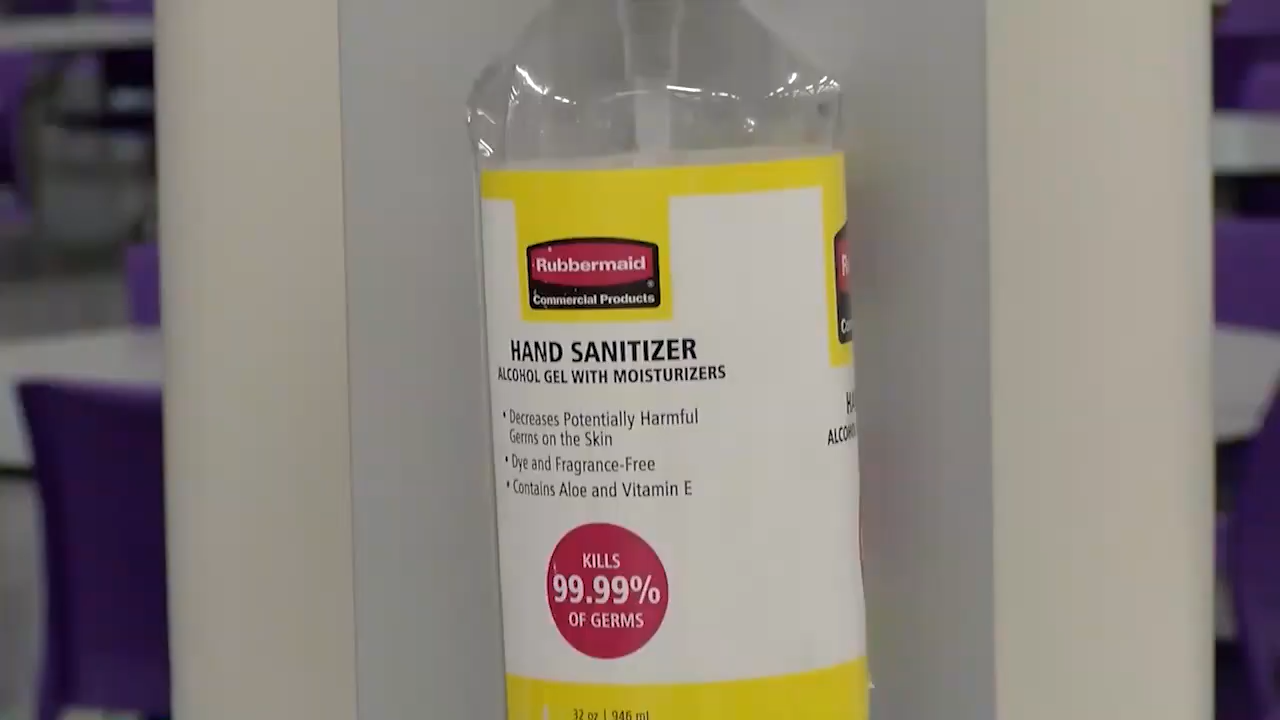 Rubbermaid®
Commercial Products
HAND SANITIZER
ALCOHOL GEL WITH MOISTURIZERS
• Decreases Potentially Harmful
Germs on the Skin
• Dye and Fragrance-Free
• Contains Aloe and Vitamin E
KILLS
99.99%
OF GERMS
32 oz | 946 ml